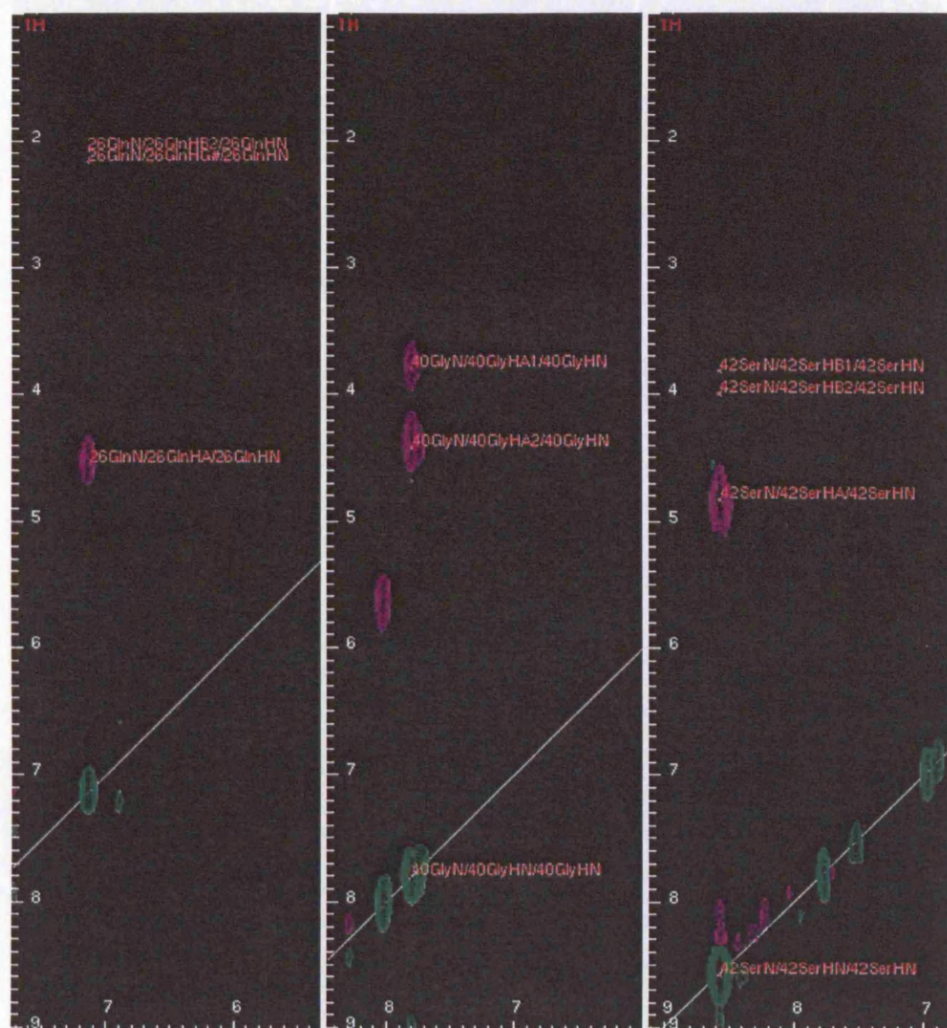 1H
2
26GlnN/26GlnHB2/26GlnHN
26GlnN/26GlnHG#/26GlnHN
3
4
26GlnN/26GlnHA/26GlnHN
5
6
7
8
9
7
6
1H
2
3
40GlyN/40GlyHA1/40GlyHN
4
40GlyN/40GlyHA2/40GlyHN
5
6
7
40GlyN/40GlyHN/40GlyHN
8
9
8
7
1H
2
3
42SerN/42SerHB1/42SerHN
4
42SerN/42SerHB2/42SerHN
42SerN/42SerHA/42SerHN
5
6
7
8
42SerN/42SerHN/42SerHN
9
8
7